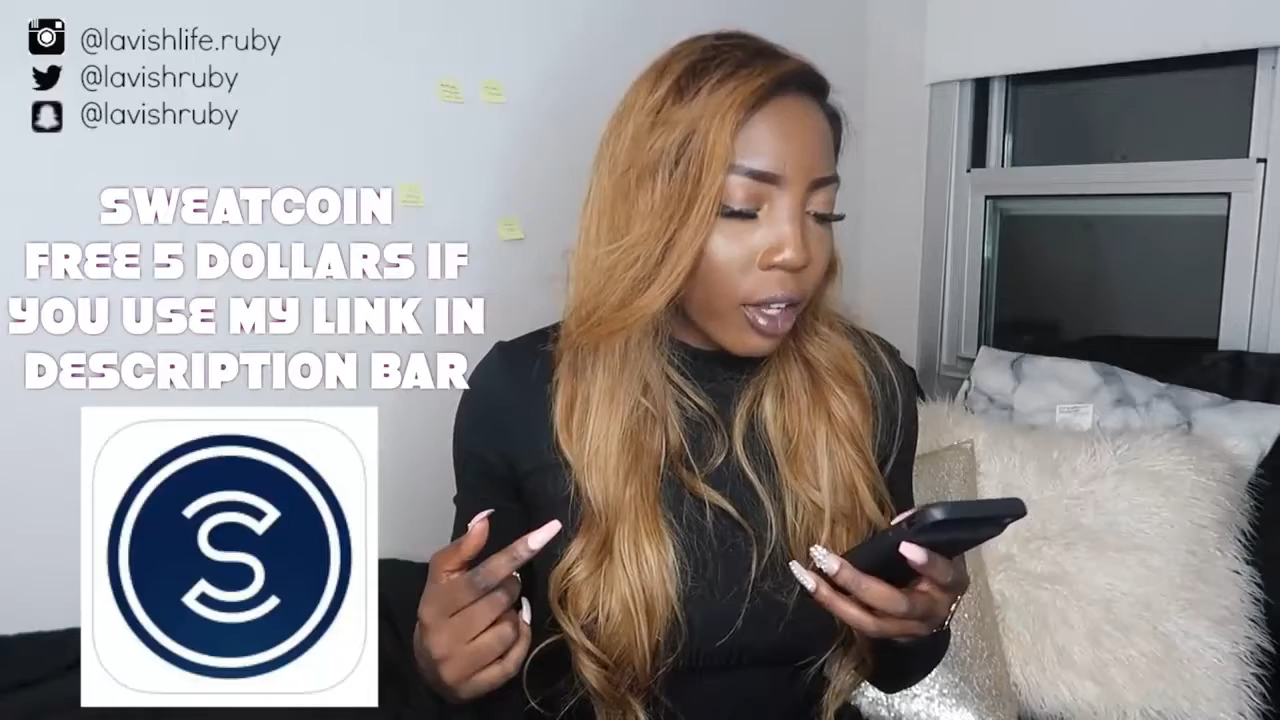 @lavishlife.ruby
@lavishruby
@lavishruby
SWEATCOIN
FREE 5 DOLLARS IF
YOU USE MY LINK IN
DESCRIPTION BAR
S